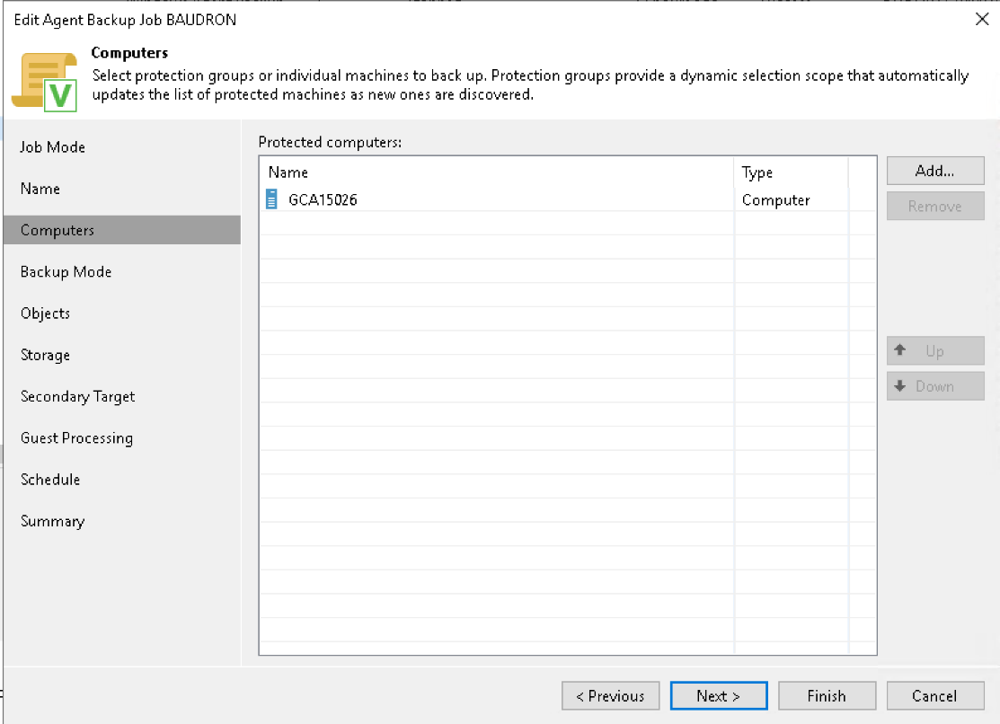 Edit Agent Backup Job BAUDRON
Computers
Select protection groups or individual machines to back up. Protection groups provide a dynamic selection scope that automatically
updates the list of protected machines as new ones are discovered.
Job Mode
Name
Computers
Backup Mode
Objects
Storage
Secondary Target
Guest Processing
Schedule
Summary
Protected computers:
Name Type
GCA15026 Computer
Add...
Remove
Up
Down
< Previous Next > Finish Cancel